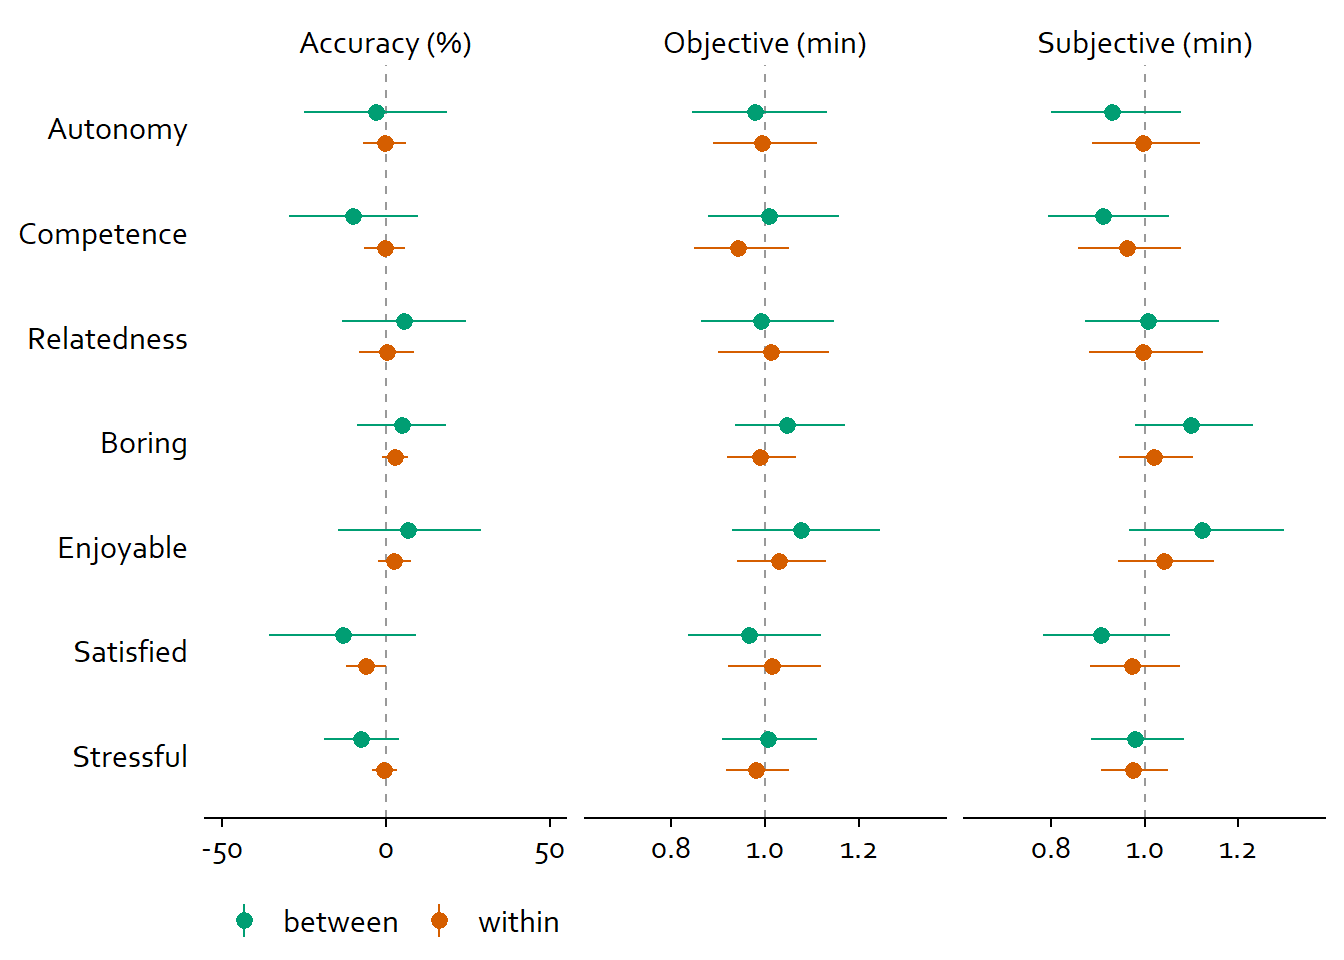 Accuracy (%) Objective (min) Subjective (min)
Autonomy
Competence
Relatedness
Boring
Enjoyable
Satisfied
Stressful
-50 0 50 0.8 1.0 1.2 0.8 1.0 1.2
between within